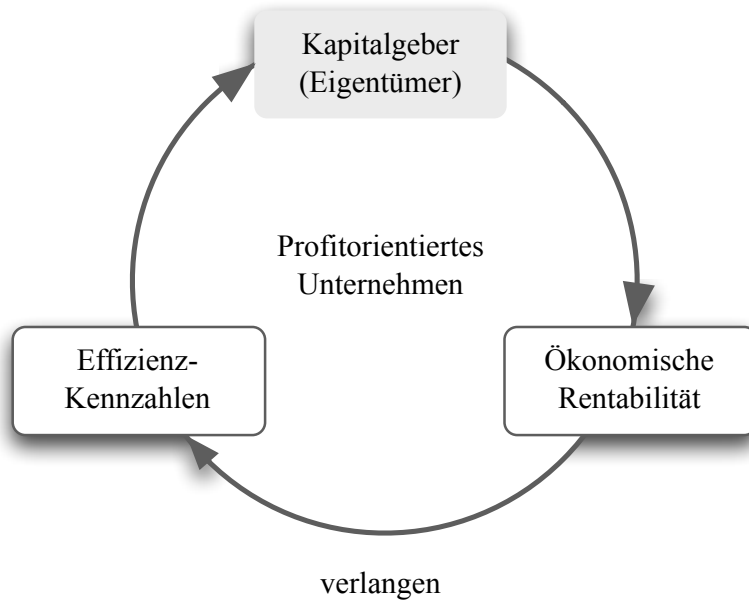 Kapitalgeber
(Eigentümer)
Profitorientiertes
Unternehmen
Effizienz-
Kennzahlen
Ökonomische
Rentabilität
verlangen